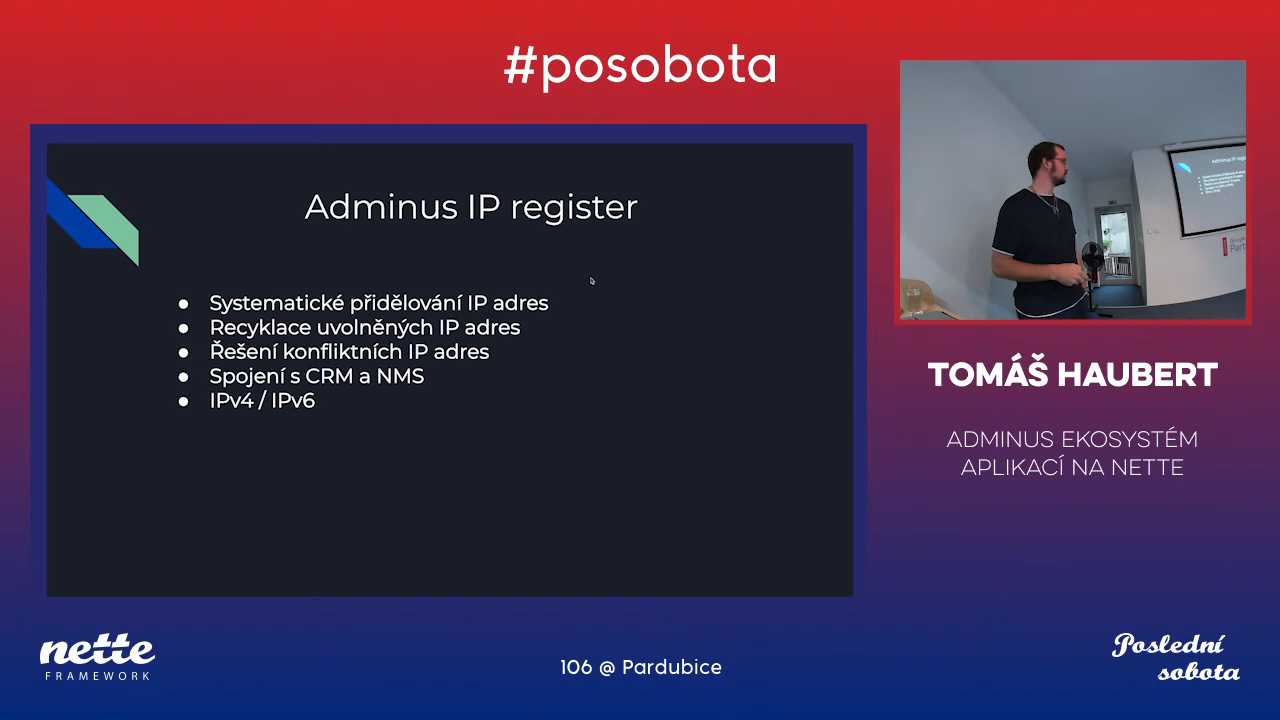 #posobota
Adminus IP register
● Systematické přidělování IP adres
● Recyklace uvolněných IP adres
● Řešení konfliktních IP adres
● Spojení s CRM a NMS
● IPv4 / IPv6
TOMÁŠ HAUBERT
ADMINUS EKOSYSTÉM
APLIKACÍ NA NETTE
nette
FRAMEWORK
106 @ Pardubice
Poslední
sobota